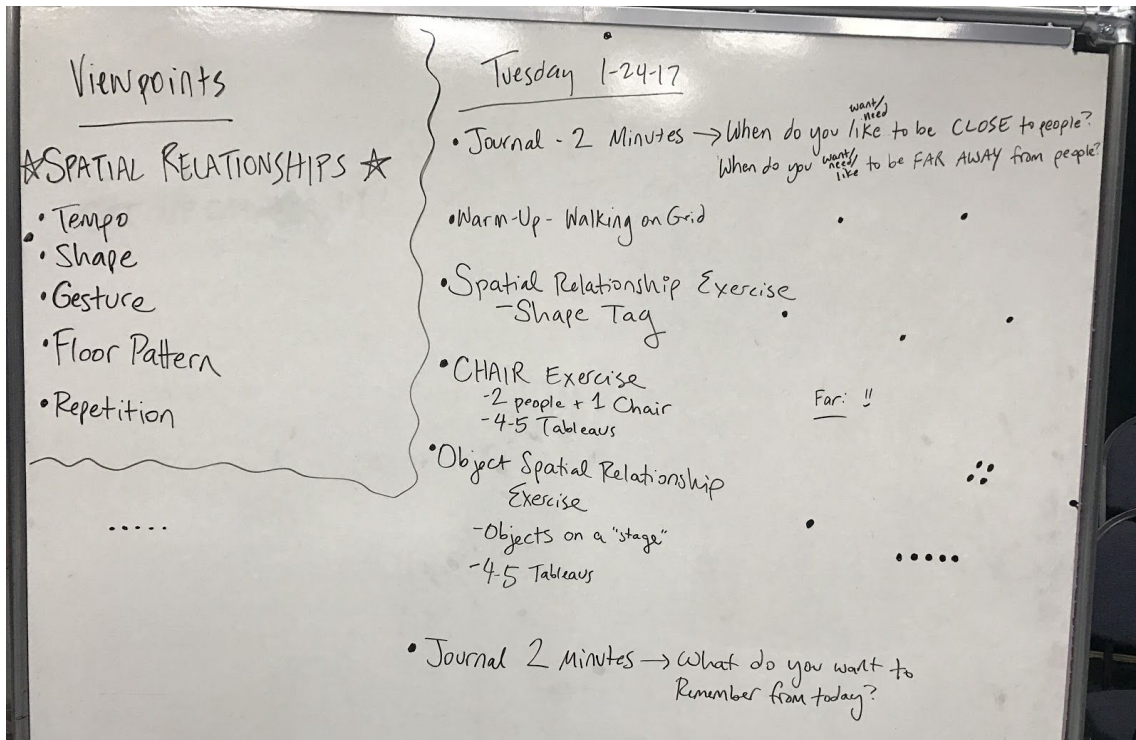 Viewpoints
☆SPATIAL RELATIONSHIPS☆
• Tempo
• Shape
• Gesture
• Floor Pattern
• Repetition
Tuesday 1-24-17
• Journal - 2 Minutes → When do you like want/need to be CLOSE to people?
When do you want/need/like to be FAR AWAY from people?
• Warm-Up - Walking on Grid
• Spatial Relationship Exercise
- Shape Tag
• CHAIR Exercise
- 2 people + 1 Chair
- 4-5 Tableaus
Far: !!
• Object Spatial Relationship
Exercise
- Objects on a "stage"
- 4-5 Tableaus
• Journal 2 Minutes → What do you want to
Remember from today?